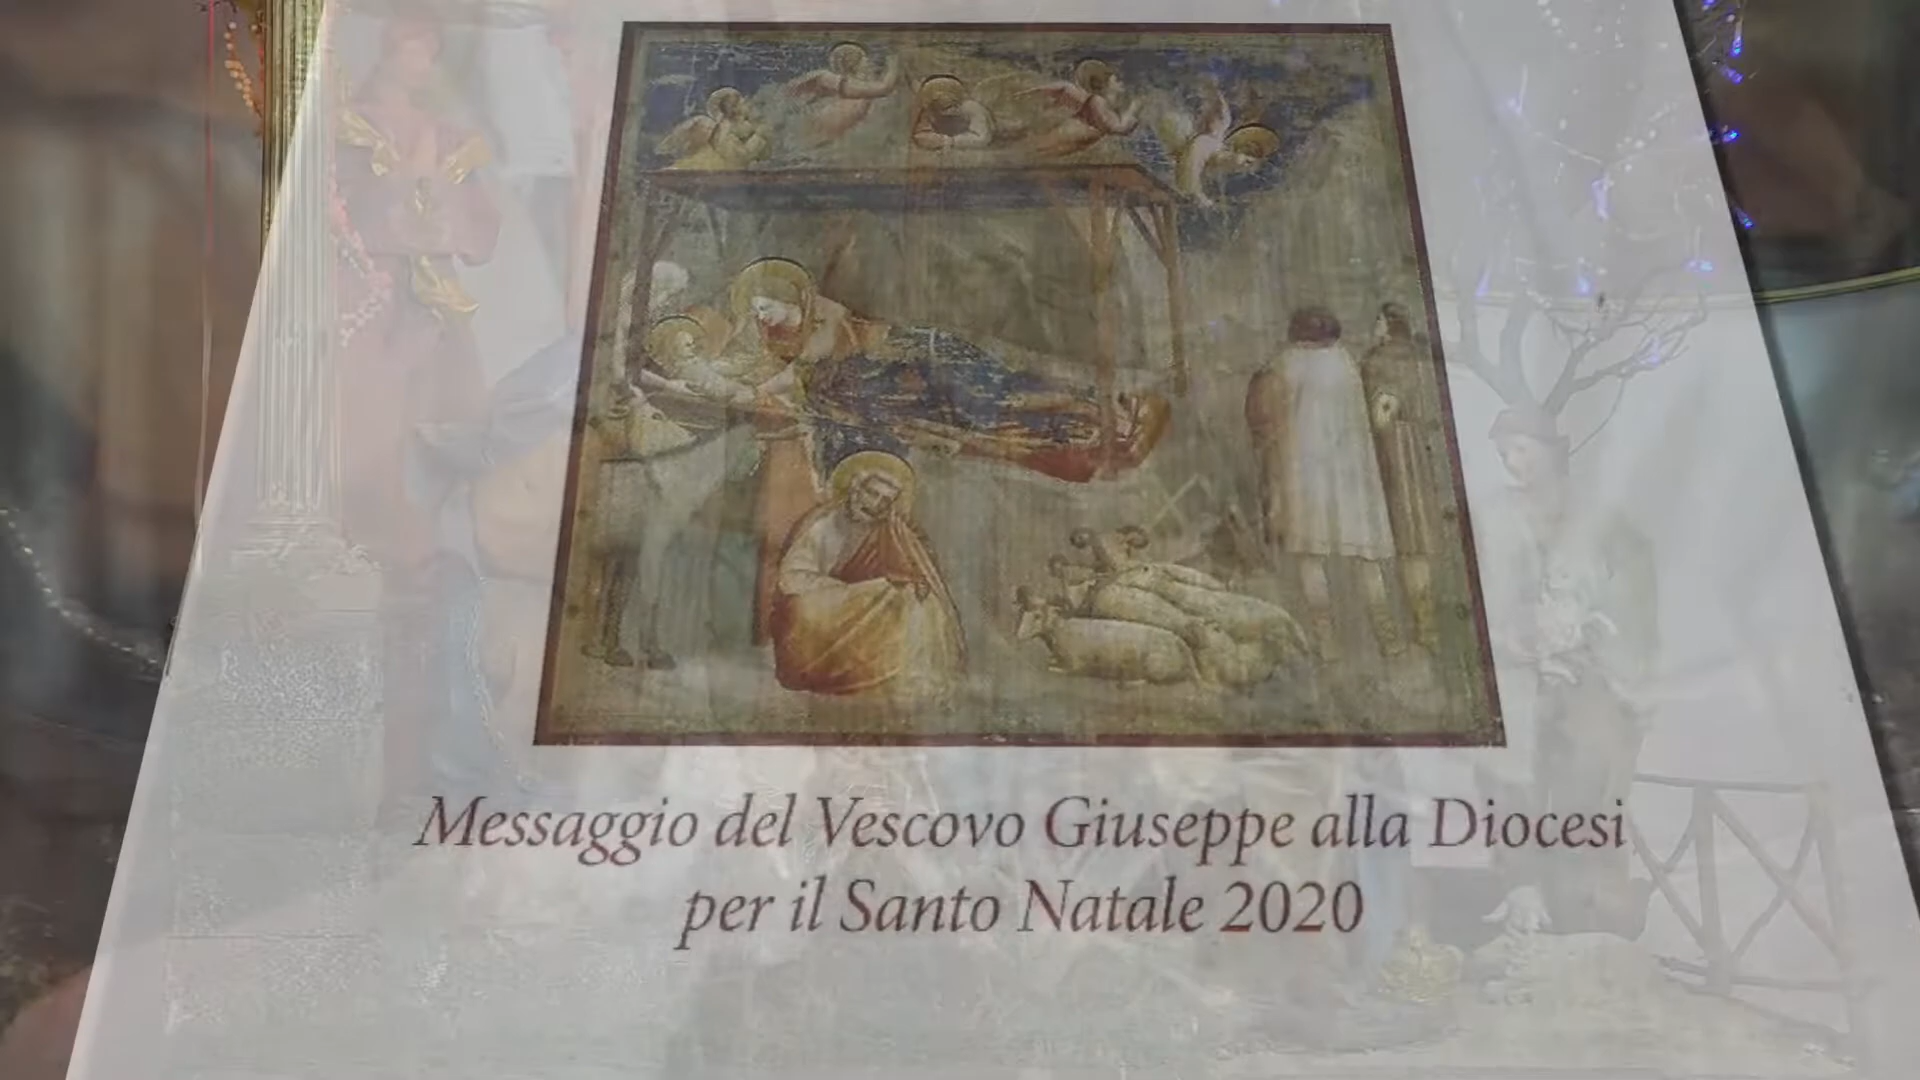 Messaggio del Vescovo Giuseppe alla Diocesi
per il Santo Natale 2020